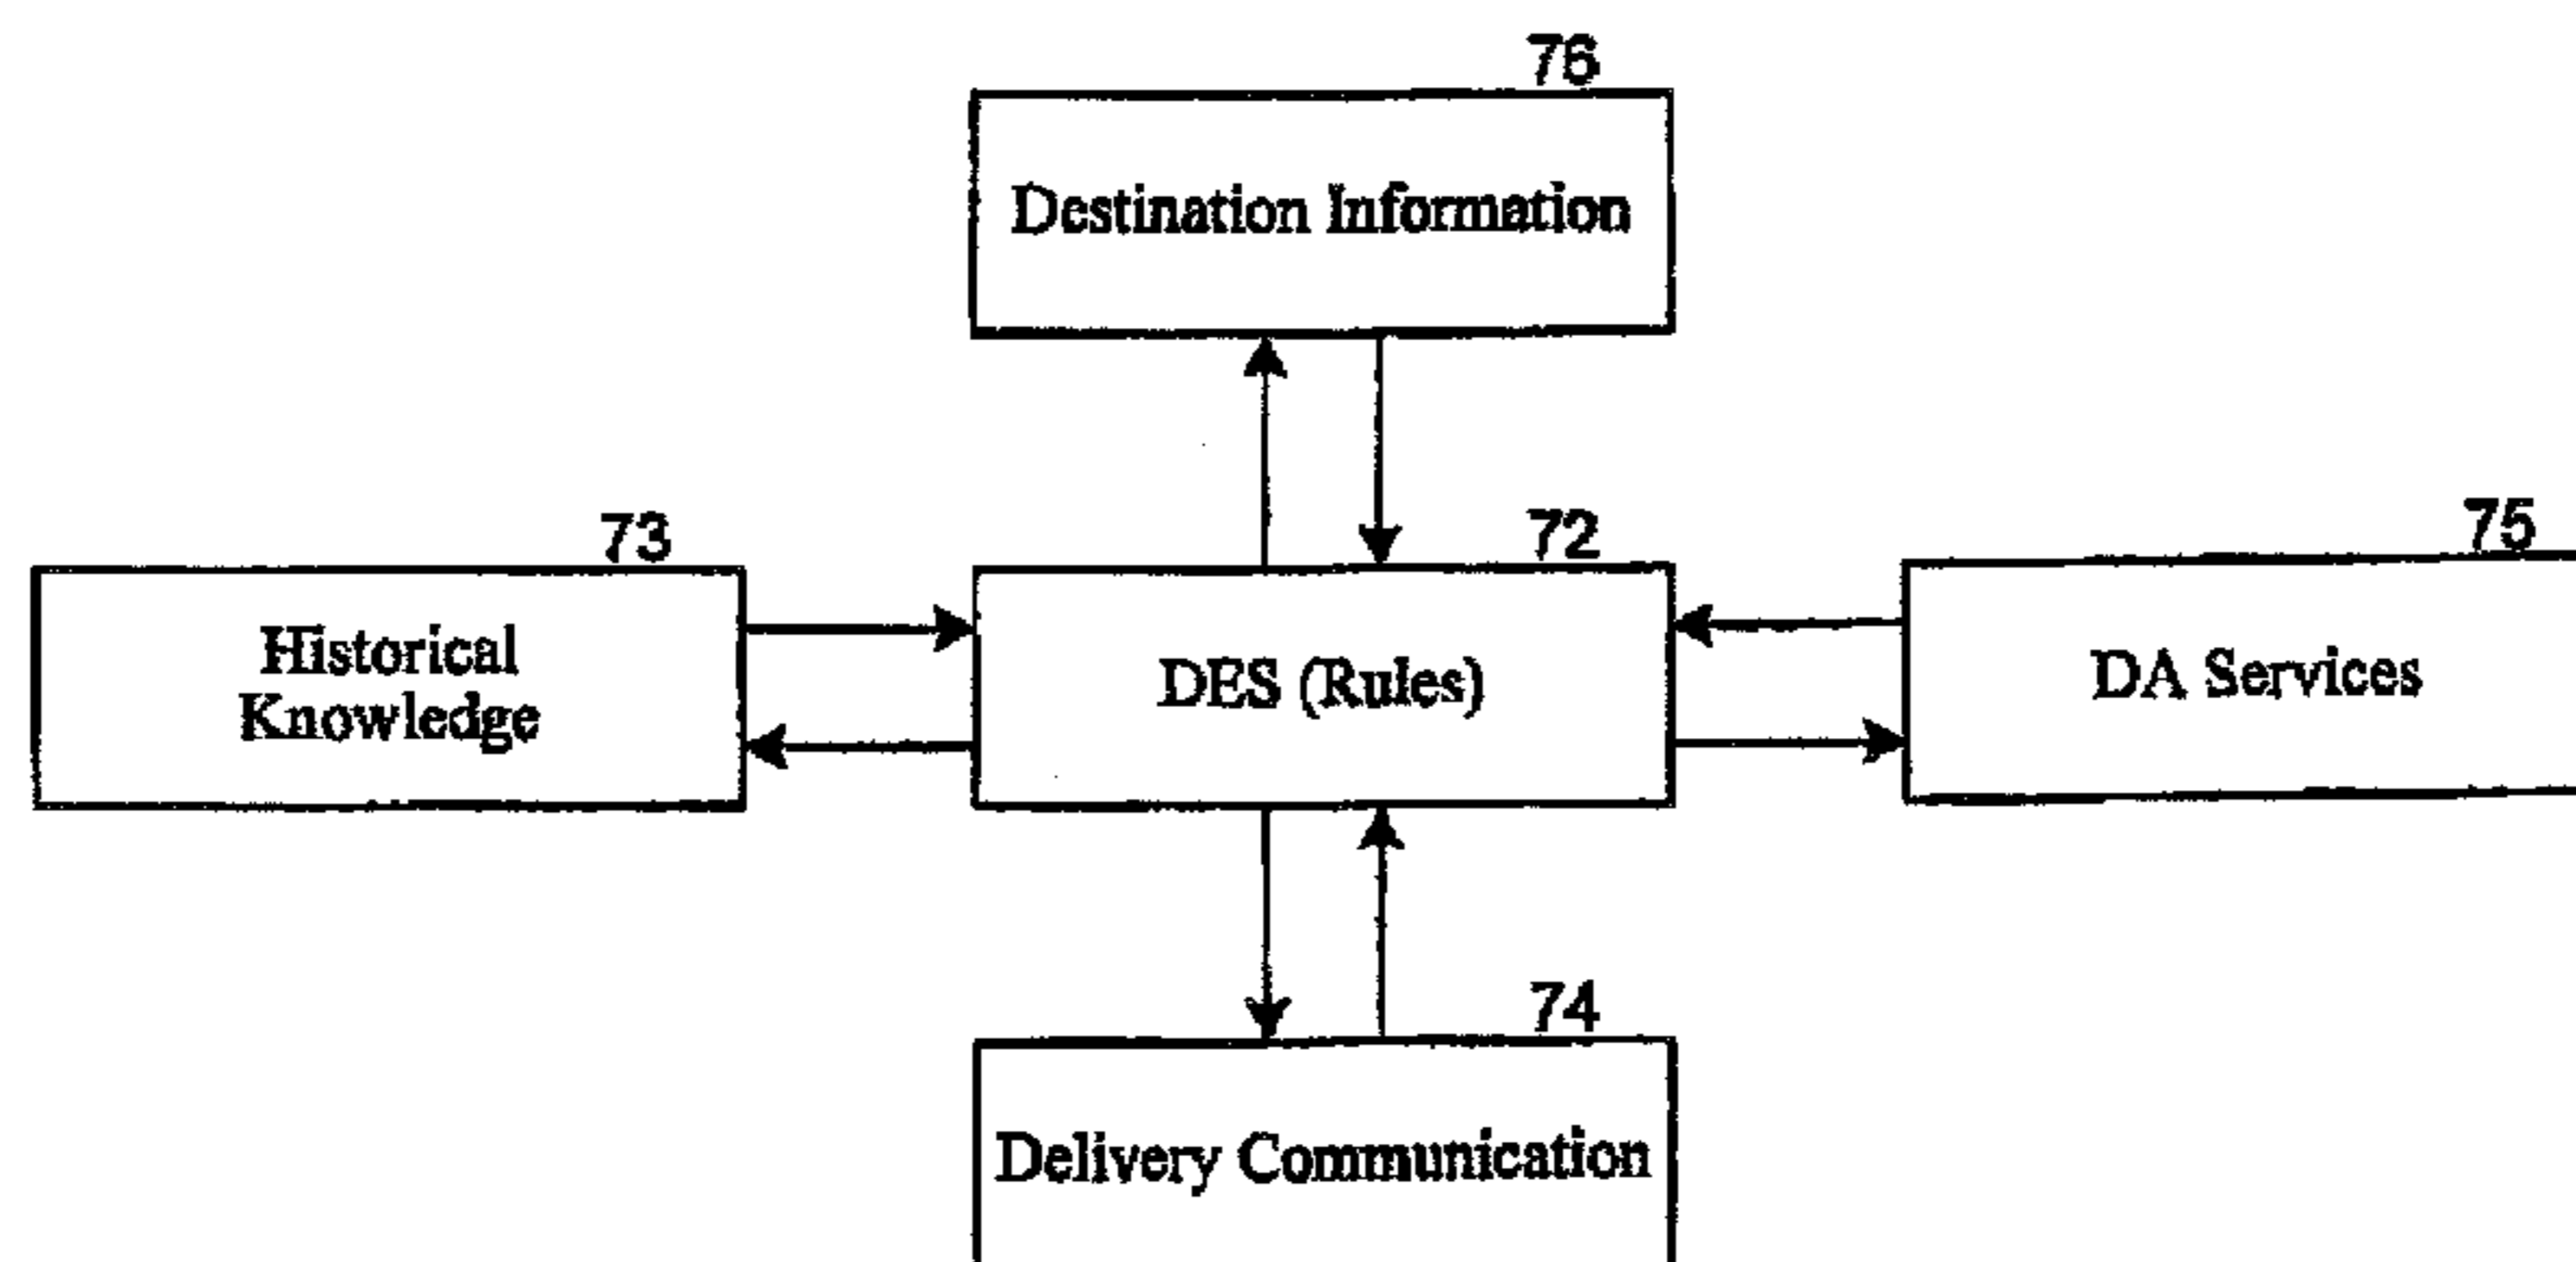 76
Destination Information
73
Historical
Knowledge
72
DES (Rules)
75
DA Services
74
Delivery Communication